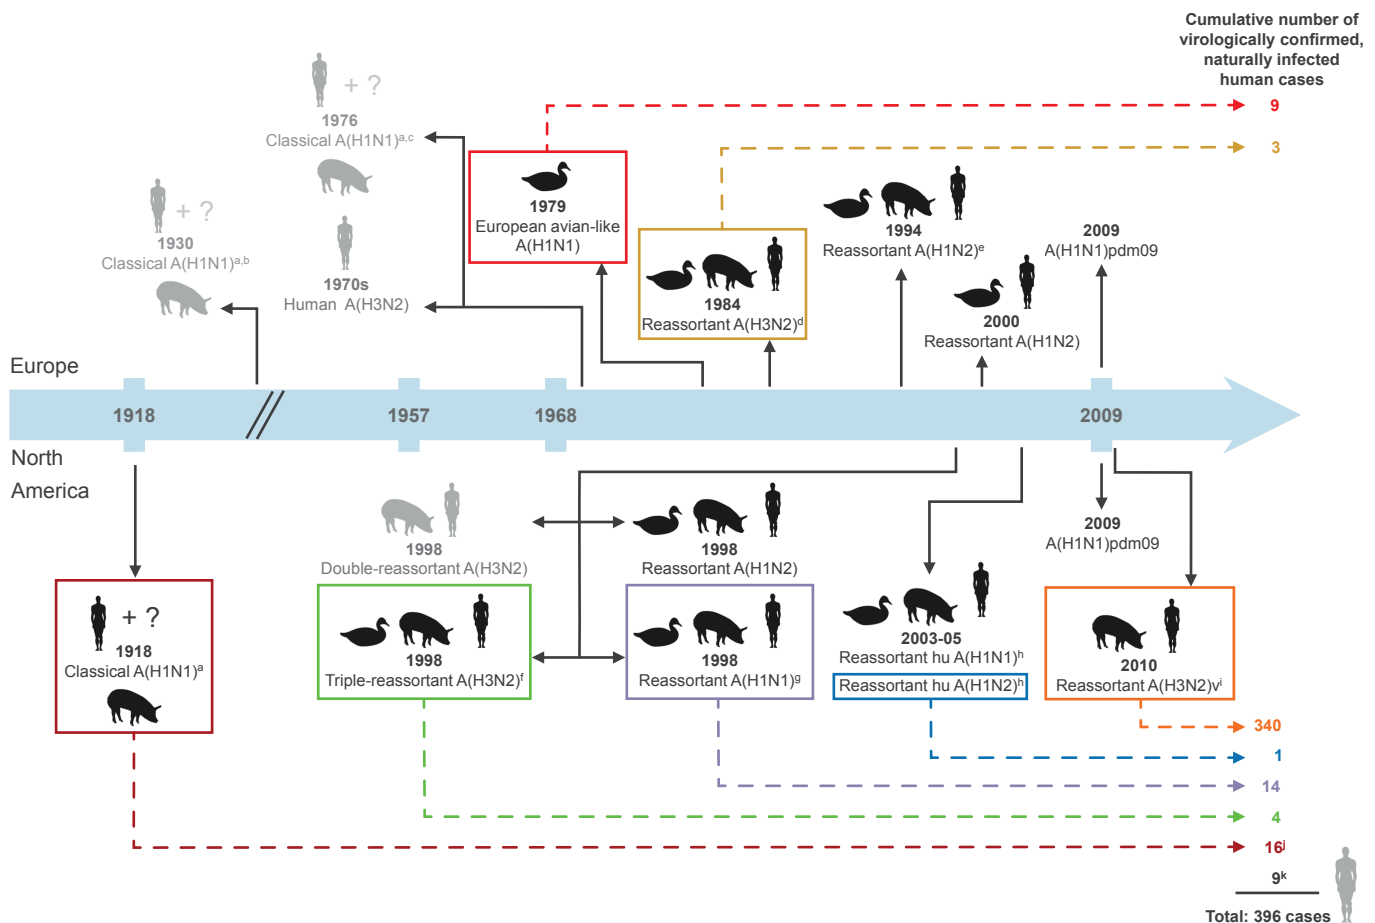 Cumulative number of
virologically confirmed,
naturally infected
human cases
9
3
+ ?
1976
Classical A(H1N1)a,c
+ ?
1930
Classical A(H1N1)a,b
1970s
Human A(H3N2)
1979
European avian-like
A(H1N1)
1984
Reassortant A(H3N2)d
1994
Reassortant A(H1N2)e
2000
Reassortant A(H1N2)
2009
A(H1N1)pdm09
Europe
1918
1957
1968
2009
North
America
+ ?
1918
Classical A(H1N1)a
1998
Double-reassortant A(H3N2)
1998
Triple-reassortant A(H3N2)f
1998
Reassortant A(H1N2)
1998
Reassortant A(H1N1)g
2003-05
Reassortant hu A(H1N1)h
Reassortant hu A(H1N2)h
2009
A(H1N1)pdm09
2010
Reassortant A(H3N2)vi
340
1
14
4
16j
9k
Total: 396 cases